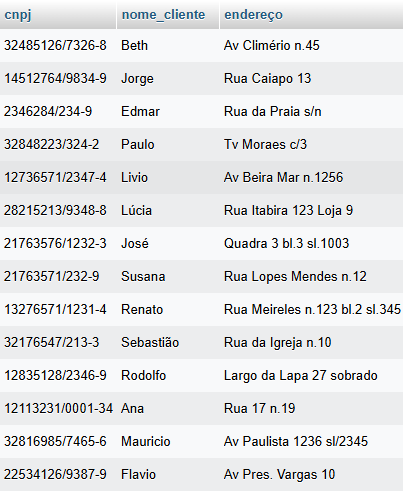 cnpj nome_cliente endereço
32485126/7326-8 Beth Av Climério n.45
14512764/9834-9 Jorge Rua Caiapo 13
2346284/234-9 Edmar Rua da Praia s/n
32848223/324-2 Paulo Tv Moraes c/3
12736571/2347-4 Livio Av Beira Mar n.1256
28215213/9348-8 Lúcia Rua Itabira 123 Loja 9
21763576/1232-3 José Quadra 3 bl.3 sl.1003
21763571/232-9 Susana Rua Lopes Mendes n.12
13276571/1231-4 Renato Rua Meireles n.123 bl.2 sl.345
32176547/213-3 Sebastião Rua da Igreja n.10
12835128/2346-9 Rodolfo Largo da Lapa 27 sobrado
12113231/0001-34 Ana Rua 17 n.19
32816985/7465-6 Mauricio Av Paulista 1236 sl/2345
22534126/9387-9 Flavio Av Pres. Vargas 10